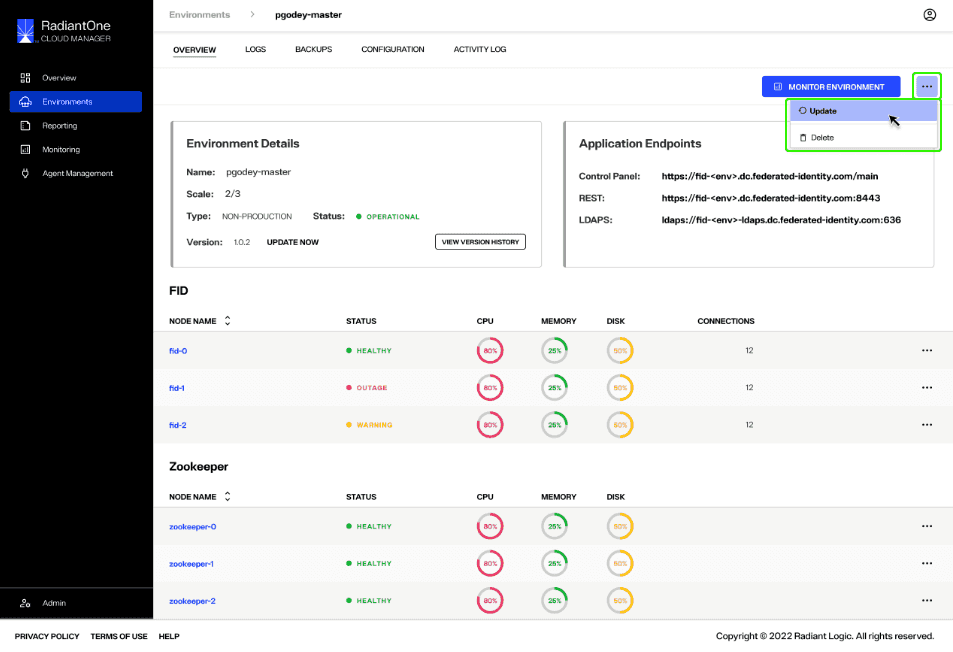 RadiantOne
CLOUD MANAGER
Overview
Environments
Reporting
Monitoring
Agent Management
Admin
Environments > pgodey-master
OVERVIEW LOGS BACKUPS CONFIGURATION ACTIVITY LOG
MONITOR ENVIRONMENT ...
Update
Delete
Environment Details
Name: pgodey-master
Scale: 2/3
Type: NON-PRODUCTION Status: OPERATIONAL
Version: 1.0.2 UPDATE NOW VIEW VERSION HISTORY
Application Endpoints
Control Panel: https://fid-<env>.dc.federated-identity.com/main
REST: https://fid-<env>.dc.federated-identity.com:8443
LDAPS: ldaps://fid-<env>-ldaps.dc.federated-identity.com:636
FID
NODE NAME STATUS CPU MEMORY DISK CONNECTIONS
fid-0 HEALTHY 80% 25% 50% 12 ...
fid-1 OUTAGE 80% 25% 50% 12 ...
fid-2 WARNING 80% 25% 50% 12 ...
Zookeeper
NODE NAME STATUS CPU MEMORY DISK
zookeeper-0 HEALTHY 80% 25% 50% ...
zookeeper-1 HEALTHY 80% 25% 50% ...
zookeeper-2 HEALTHY 80% 25% 50% ...
PRIVACY POLICY TERMS OF USE HELP
Copyright © 2022 Radiant Logic. All rights reserved.